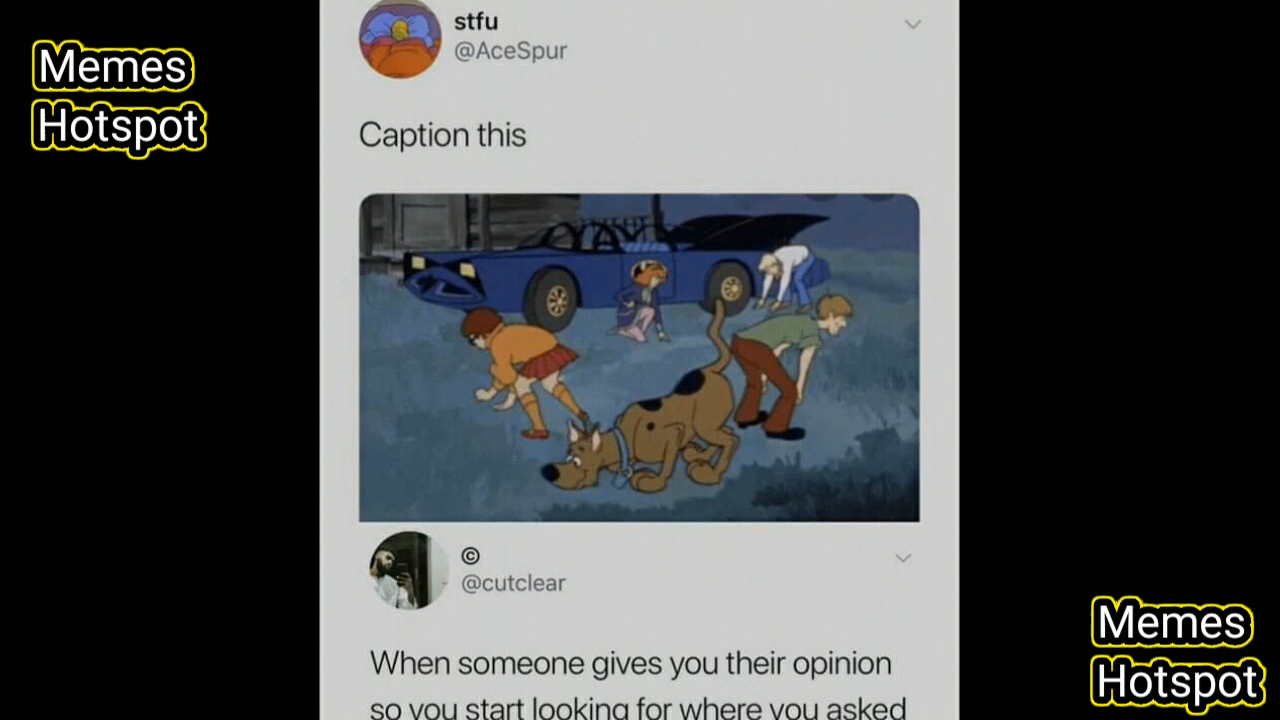 Memes
Hotspot
stfu
@AceSpur
Caption this
©
@cutclear
When someone gives you their opinion
so you start looking for where you asked
Memes
Hotspot